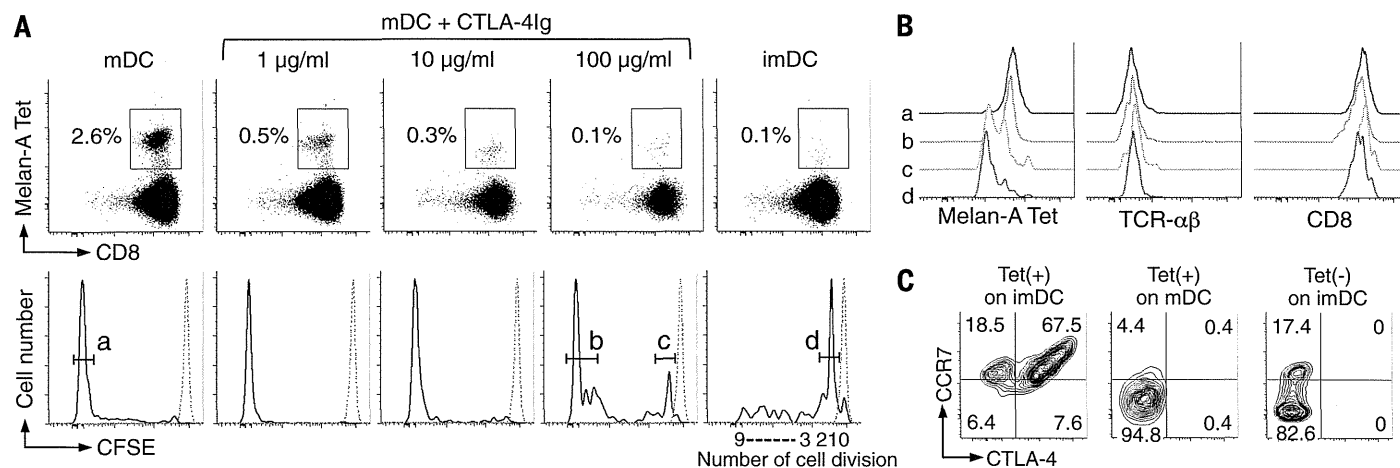 A
mDC + CTLA-4Ig
mDC
1 µg/ml
10 µg/ml
100 µg/ml
imDC
Melan-A Tet
2.6%
0.5%
0.3%
0.1%
0.1%
CD8
Cell number
a
b
c
d
CFSE
9------3 210
Number of cell division
B
a
b
c
d
Melan-A Tet
TCR-αβ
CD8
C
Tet(+)
on imDC
Tet(+)
on mDC
Tet(-)
on imDC
CCR7
18.5
67.5
6.4
7.6
4.4
0.4
94.8
0.4
17.4
0
82.6
0
CTLA-4